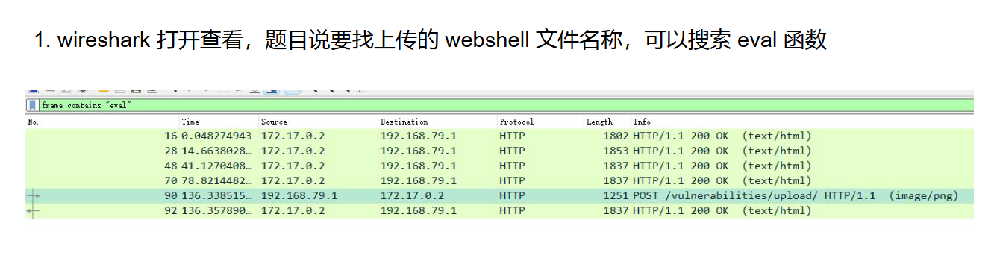 1. wireshark 打开查看，题目说要找上传的 webshell 文件名称，可以搜索 eval 函数
frame contains "eval"
No. Time Source Destination Protocol Length Info
16 0.048274943 172.17.0.2 192.168.79.1 HTTP 1802 HTTP/1.1 200 OK (text/html)
28 14.6638028… 172.17.0.2 192.168.79.1 HTTP 1853 HTTP/1.1 200 OK (text/html)
48 41.1270408… 172.17.0.2 192.168.79.1 HTTP 1837 HTTP/1.1 200 OK (text/html)
70 78.8214482… 172.17.0.2 192.168.79.1 HTTP 1837 HTTP/1.1 200 OK (text/html)
90 136.338515… 192.168.79.1 172.17.0.2 HTTP 1251 POST /vulnerabilities/upload/ HTTP/1.1 (image/png)
92 136.357890… 172.17.0.2 192.168.79.1 HTTP 1837 HTTP/1.1 200 OK (text/html)